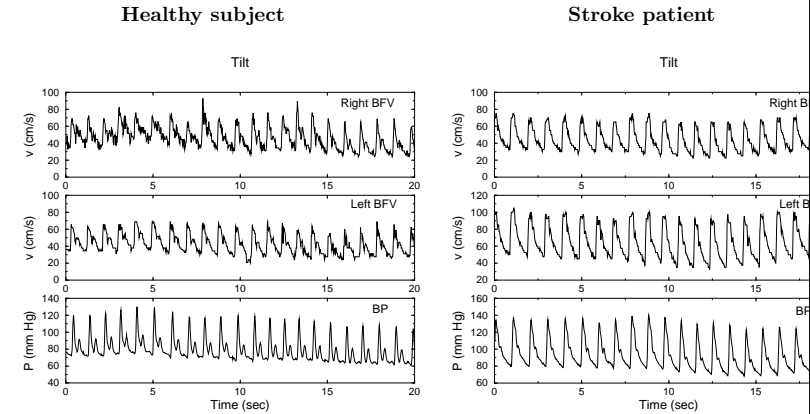 Healthy subject
Stroke patient
Tilt
Tilt
100
80
60
40
20
0
v (cm/s)
Right BFV
0 5 10 15 20
100
80
60
40
20
0
v (cm/s)
Left BFV
0 5 10 15 20
140
120
100
80
60
40
P (mm Hg)
BP
0 5 10 15 20
Time (sec)
100
80
60
40
20
0
v (cm/s)
Right B
0 5 10 15
120
100
80
60
40
20
v (cm/s)
Left B
0 5 10 15
160
140
120
100
80
60
P (mm Hg)
BP
0 5 10 15
Time (sec)